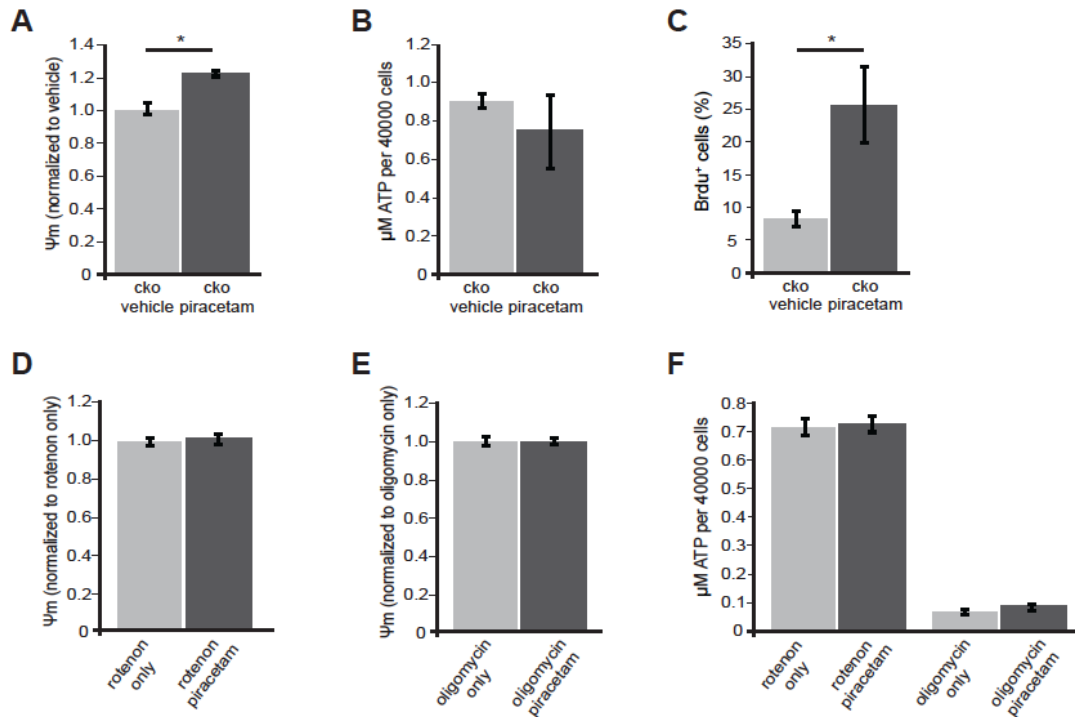 A
Ψm (normalized to vehicle)
1.4
1.2
1.0
0.8
0.6
0.4
0.2
0
*
cko
cko
vehicle piracetam
B
µM ATP per 40000 cells
1.2
1.0
0.8
0.6
0.4
0.2
0
cko
cko
vehicle piracetam
C
Brdu⁺ cells (%)
35
30
25
20
15
10
5
0
*
cko
cko
vehicle piracetam
D
Ψm (normalized to rotenon only)
1.2
1.0
0.8
0.6
0.4
0.2
0
rotenon
only
rotenon
piracetam
E
Ψm (normalized to oligomycin only)
1.2
1.0
0.8
0.6
0.4
0.2
0
oligomycin
only
oligomycin
piracetam
F
µM ATP per 40000 cells
0.8
0.7
0.6
0.5
0.4
0.3
0.2
0.1
0
rotenon
only
rotenon
piracetam
oligomycin
only
oligomycin
piracetam